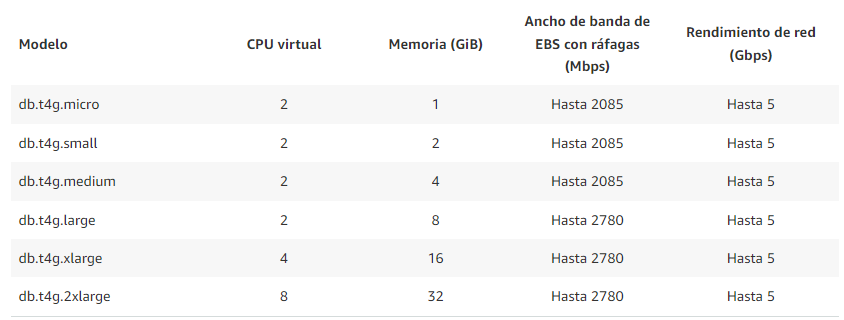 Modelo CPU virtual Memoria (GiB) Ancho de banda de EBS con ráfagas (Mbps) Rendimiento de red (Gbps)
db.t4g.micro 2 1 Hasta 2085 Hasta 5
db.t4g.small 2 2 Hasta 2085 Hasta 5
db.t4g.medium 2 4 Hasta 2085 Hasta 5
db.t4g.large 2 8 Hasta 2780 Hasta 5
db.t4g.xlarge 4 16 Hasta 2780 Hasta 5
db.t4g.2xlarge 8 32 Hasta 2780 Hasta 5